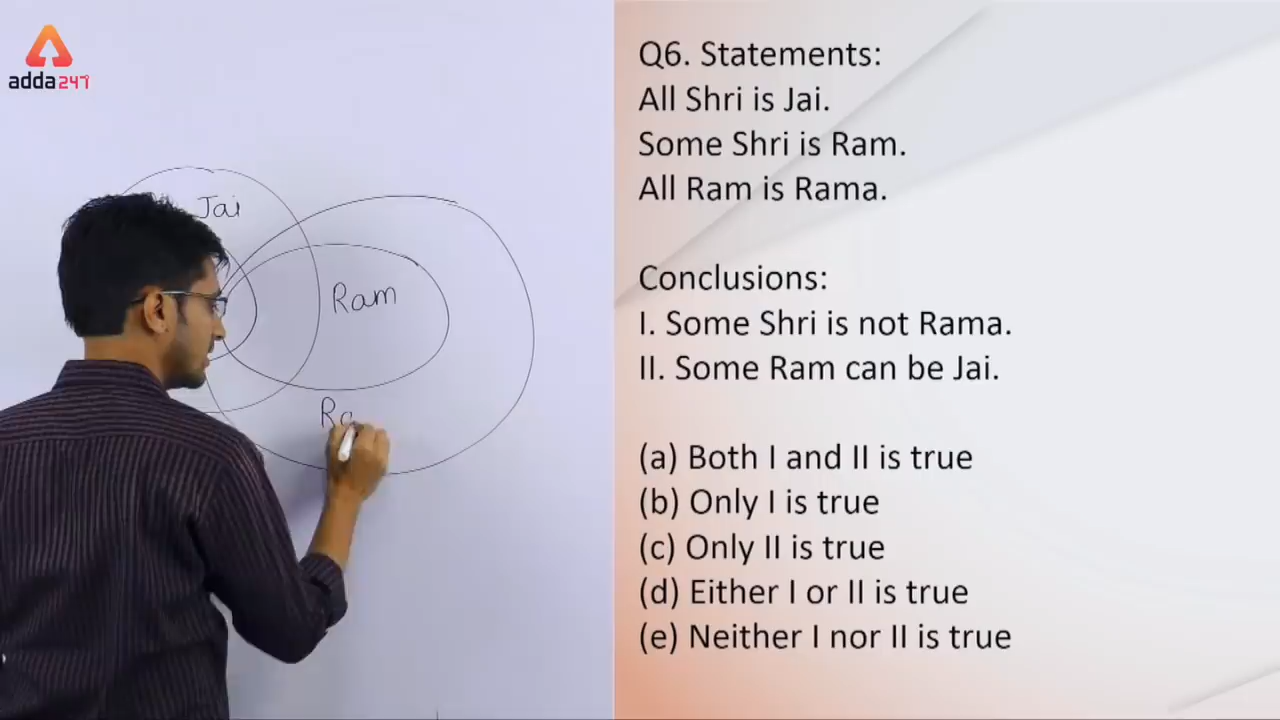 adda247
Jai
Ram
Q6. Statements:
All Shri is Jai.
Some Shri is Ram.
All Ram is Rama.
Conclusions:
I. Some Shri is not Rama.
II. Some Ram can be Jai.
(a) Both I and II is true
(b) Only I is true
(c) Only II is true
(d) Either I or II is true
(e) Neither I nor II is true